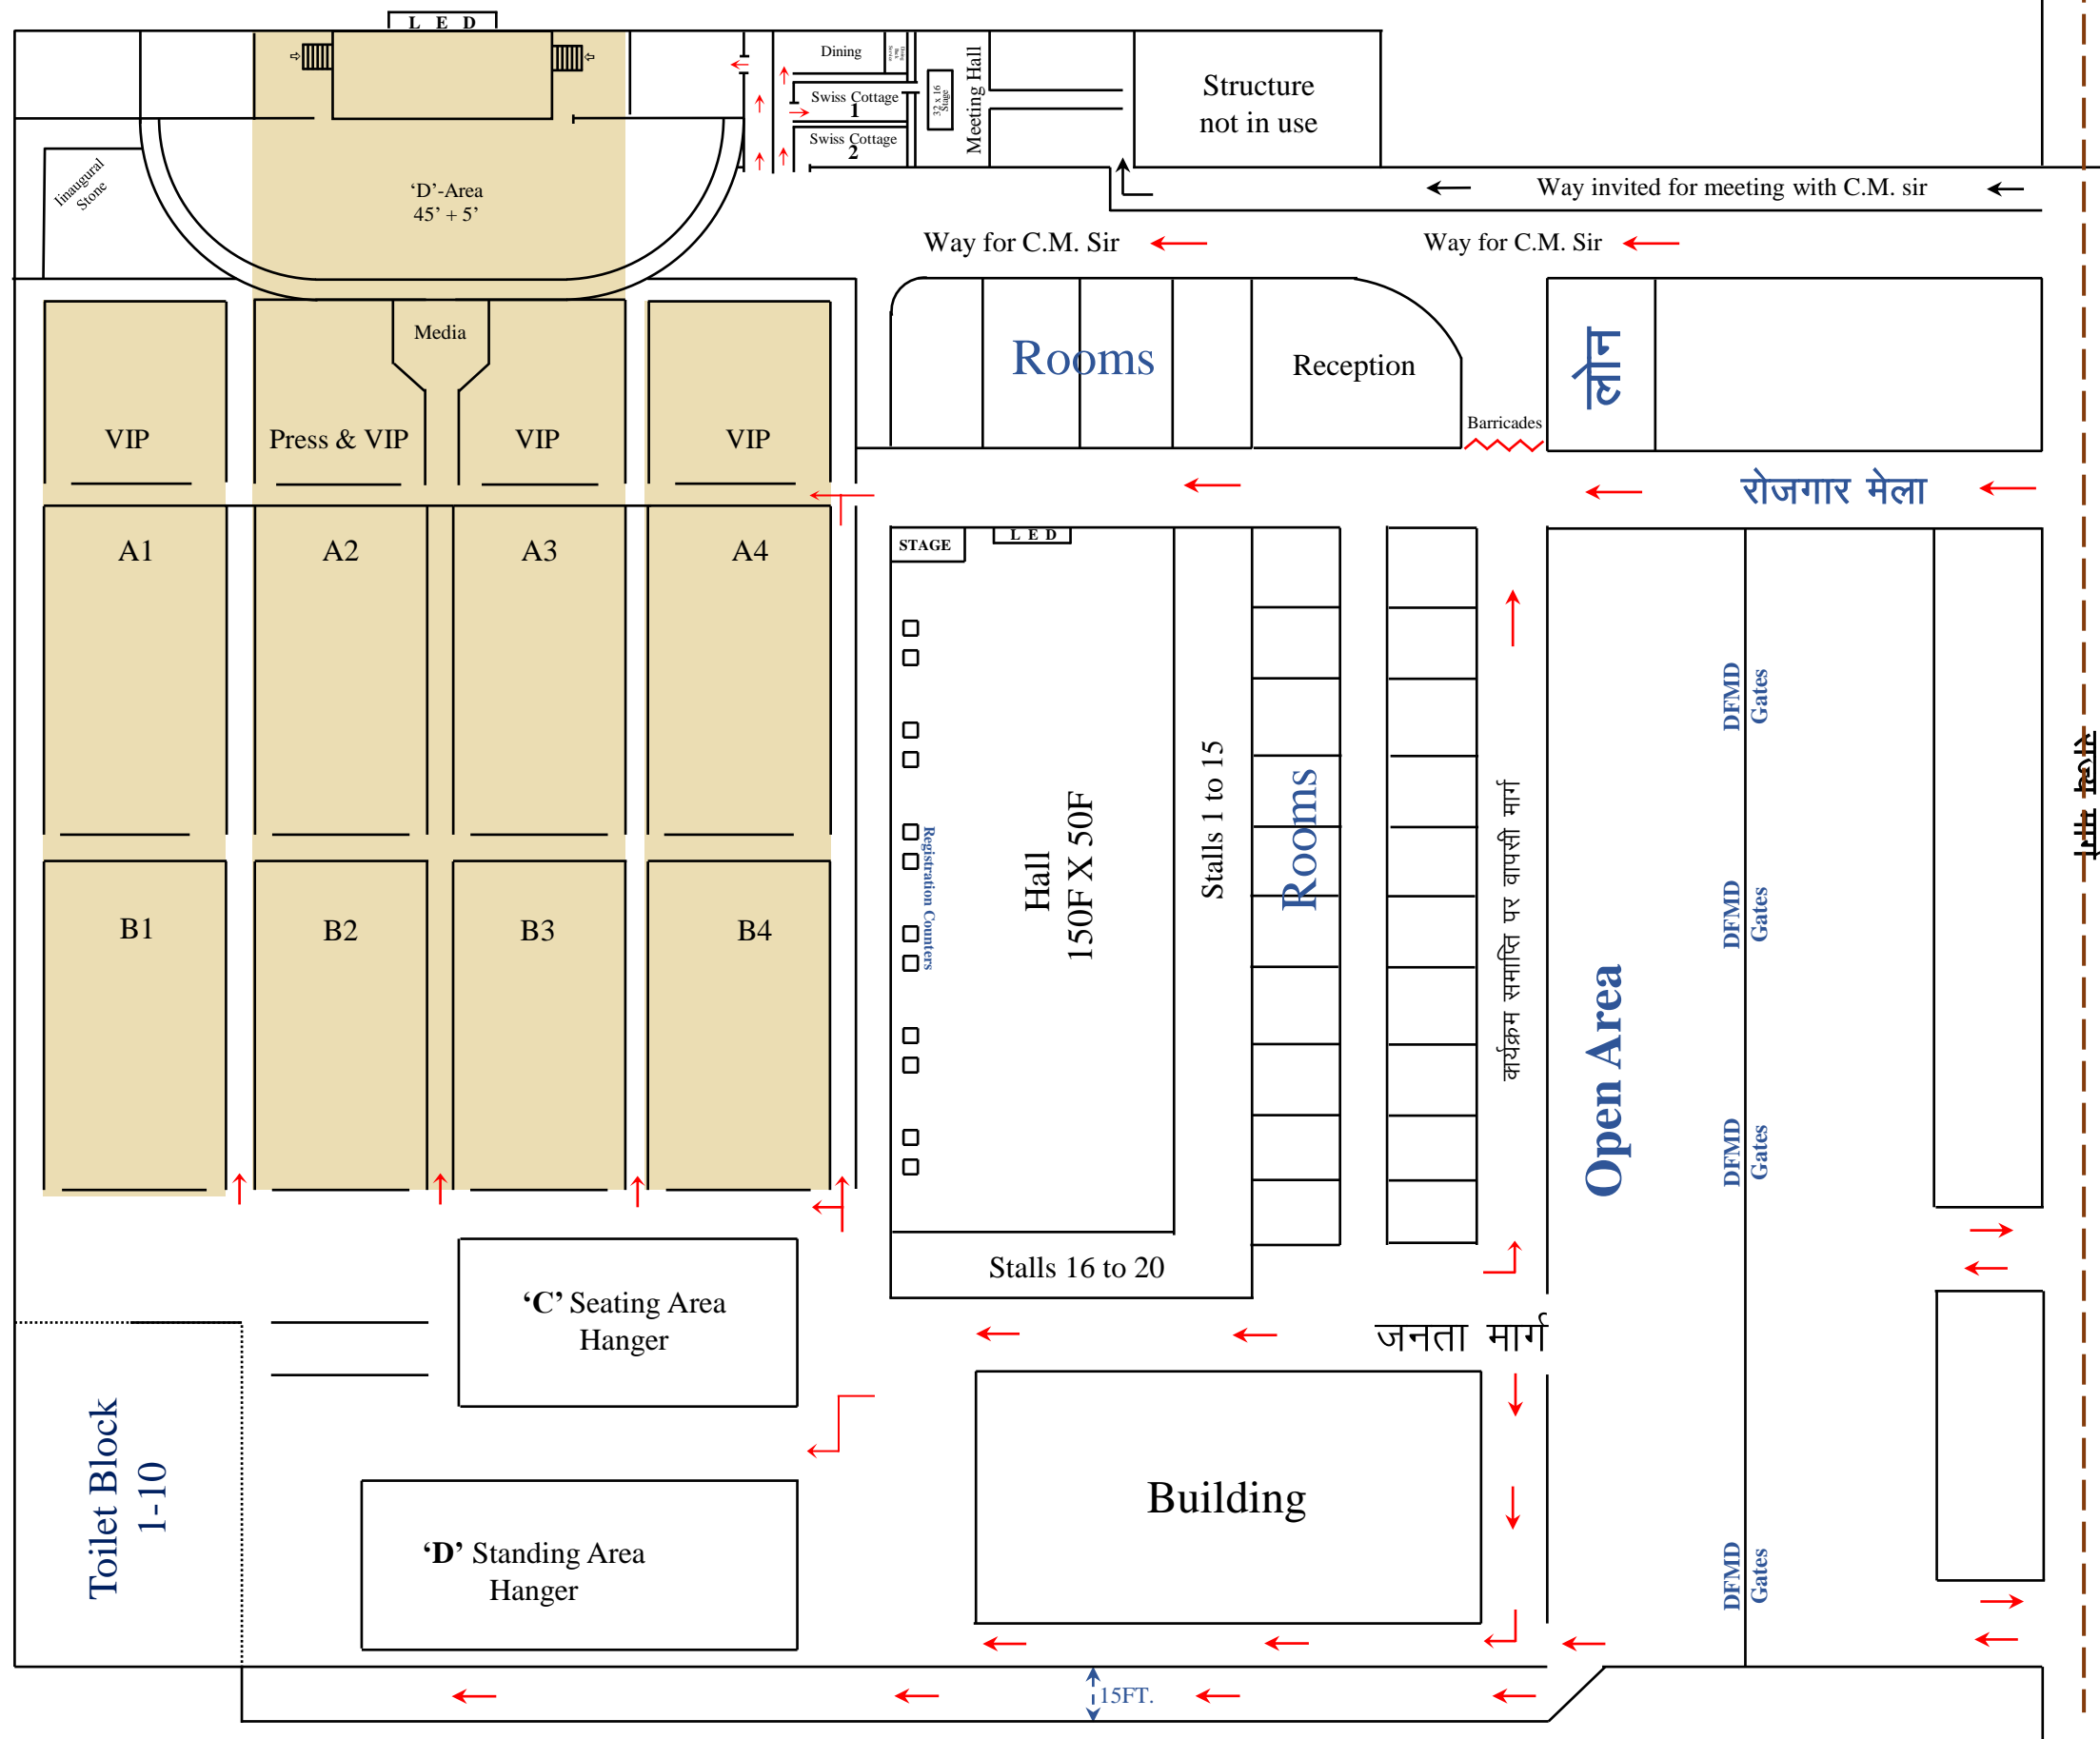 L E D
Dining
Dining
Swiss Cottage
1
Swiss Cottage
2
32 x 16
Stage
Meeting Hall
Structure
not in use
Iinaugural
Stone
‘D’-Area
45’ + 5’
Way invited for meeting with C.M. sir
Way for C.M. Sir
Way for C.M. Sir
Media
Rooms
Reception
लोन
Barricades
VIP
Press & VIP
VIP
VIP
रोजगार मेला
STAGE
L E D
A1
A2
A3
A4
DFMD
Gates
Registration Counters
Hall
150F X 50F
Stalls 1 to 15
Rooms
कार्यक्रम समाप्ति पर वापसी मार्ग
B1
B2
B3
B4
DFMD
Gates
Open Area
DFMD
Gates
Stalls 16 to 20
‘C’ Seating Area
Hanger
जनता मार्ग
Toilet Block
1-10
Building
‘D’ Standing Area
Hanger
DFMD
Gates
15FT.